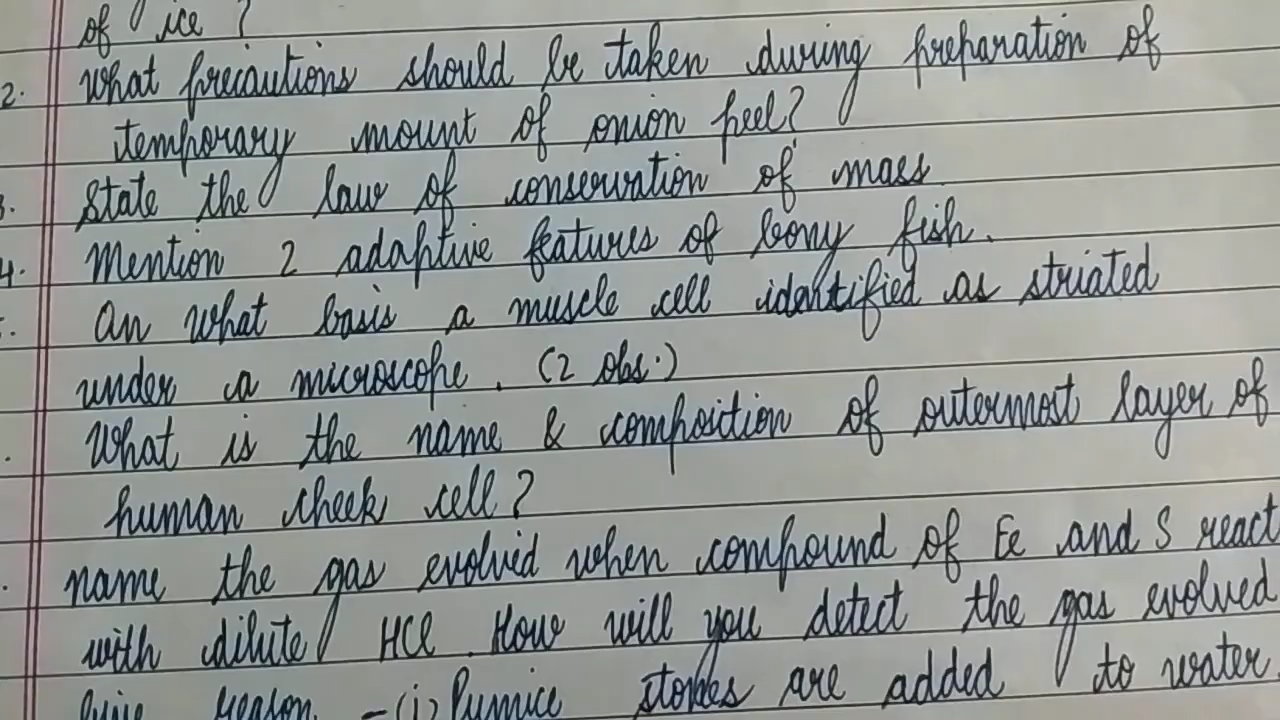 of ice ?
2. What precautions should be taken during preparation of
temporary mount of onion peel?
3. State the law of conservation of mass
4. Mention 2 adaptive features of bony fish.
An what basis a muscle cell identified as striated
under a microscope. (2 obs.)
What is the name & composition of outermost layer of
human cheek cell?
name the gas evolved when compound of Fe and S react
with dilute HCl. How will you detect the gas evolved
Give reason. -(i) Pumice stones are added to water.